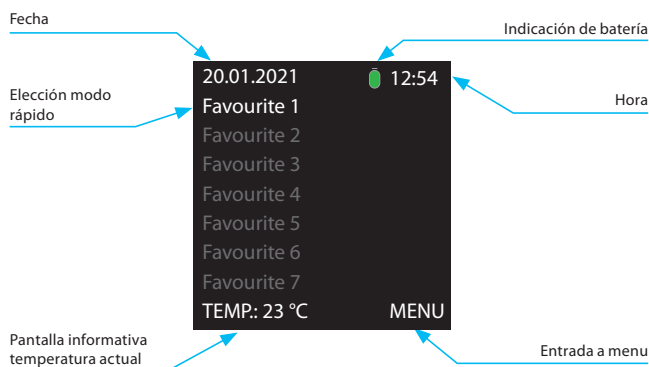 Fecha
Indicación de batería
20.01.2021
12:54
Elección modo
rápido
Hora
Favourite 1
Favourite 2
Favourite 3
Favourite 4
Favourite 5
Favourite 6
Favourite 7
TEMP.: 23 °C
MENU
Pantalla informativa
temperatura actual
Entrada a menu